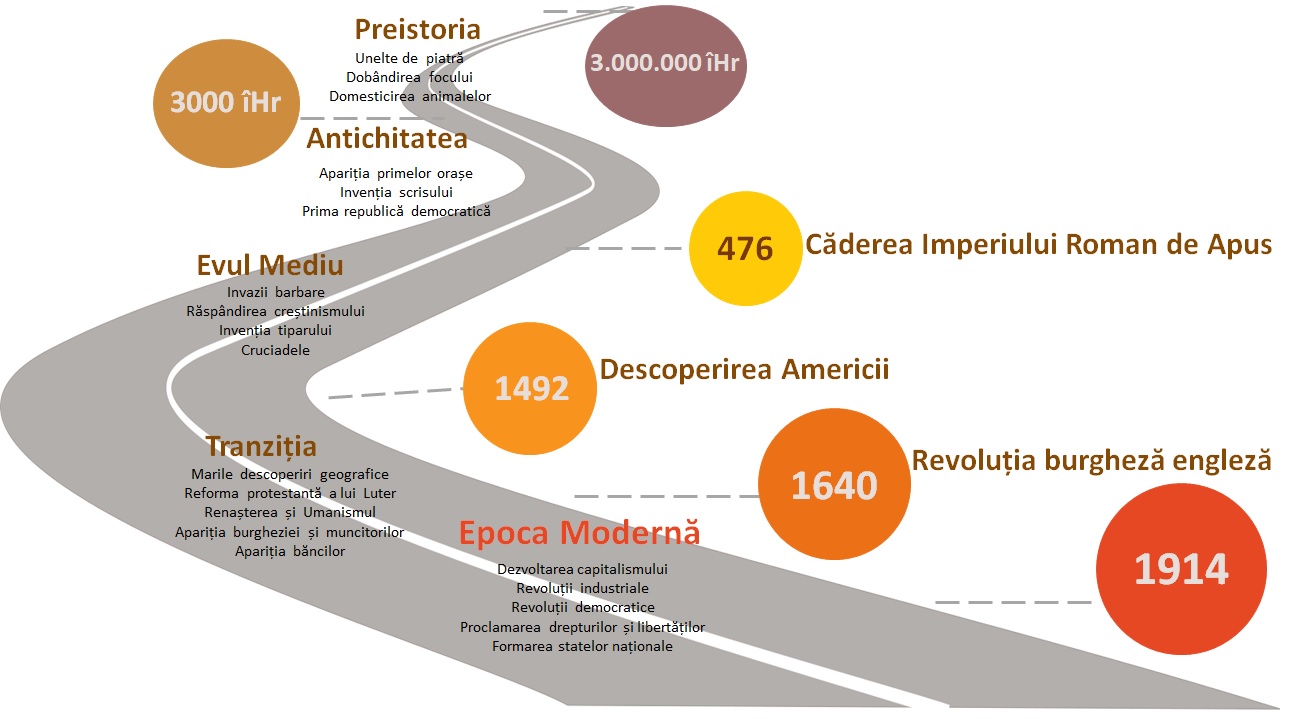 Preistoria
Unelte de piatră
Dobândirea focului
Domesticirea animalelor
3.000.000 îHr
3000 îHr
Antichitatea
Apariția primelor orașe
Invenția scrisului
Prima republică democratică
476
Căderea Imperiului Roman de Apus
Evul Mediu
Invazii barbare
Răspândirea creștinismului
Invenția tiparului
Cruciadele
1492
Descoperirea Americii
Tranziția
Marile descoperiri geografice
Reforma protestantă a lui Luter
Renașterea și Umanismul
Apariția burgheziei și muncitorilor
Apariția băncilor
1640
Revoluția burgheză engleză
Epoca Modernă
Dezvoltarea capitalismului
Revoluții industriale
Revoluții democratice
Proclamarea drepturilor și libertăților
Formarea statelor naționale
1914